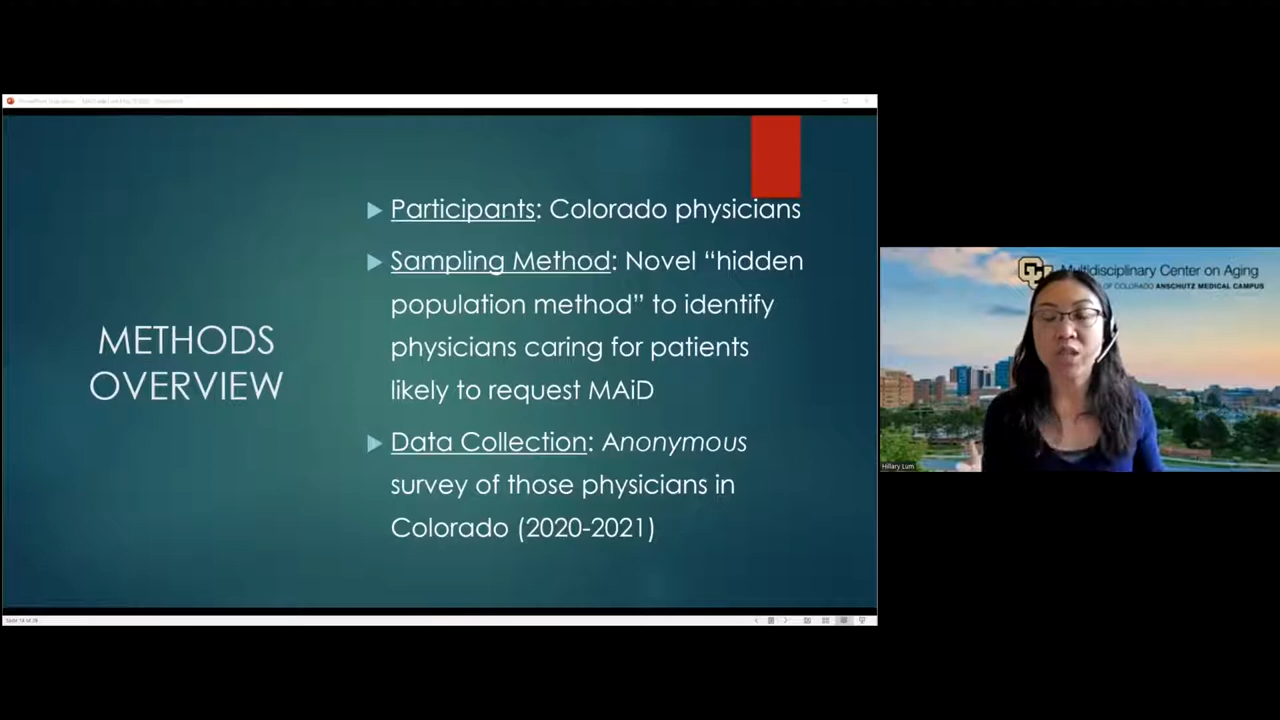 METHODS
OVERVIEW
Participants: Colorado physicians
Sampling Method: Novel “hidden
population method” to identify
physicians caring for patients
likely to request MAiD
Data Collection: Anonymous
survey of those physicians in
Colorado (2020-2021)
Multidisciplinary Center on Aging
OF COLORADO ANSCHUTZ MEDICAL CAMPUS
Hillary Lum